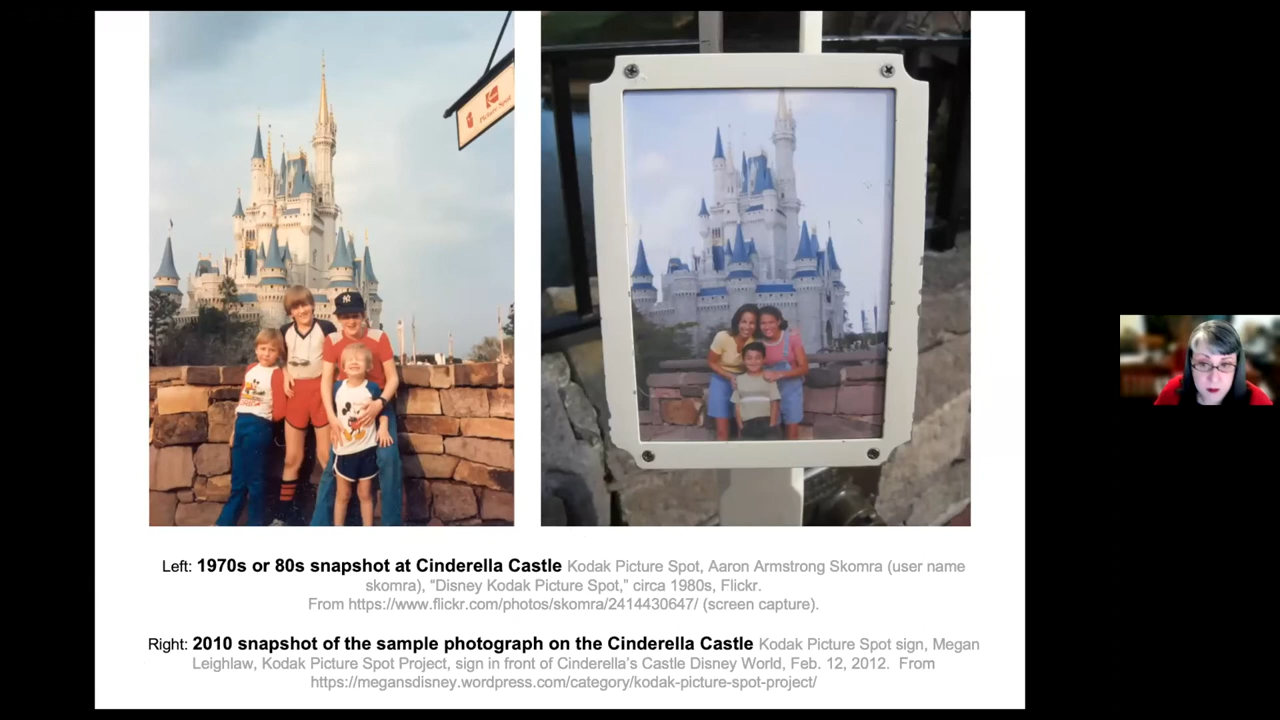 Picture Spot
Left: 1970s or 80s snapshot at Cinderella Castle Kodak Picture Spot, Aaron Armstrong Skomra (user name
skomra), “Disney Kodak Picture Spot,” circa 1980s, Flickr.
From https://www.flickr.com/photos/skomra/2414430647/ (screen capture).
Right: 2010 snapshot of the sample photograph on the Cinderella Castle Kodak Picture Spot sign, Megan
Leighlaw, Kodak Picture Spot Project, sign in front of Cinderella’s Castle Disney World, Feb. 12, 2012. From
https://megansdisney.wordpress.com/category/kodak-picture-spot-project/